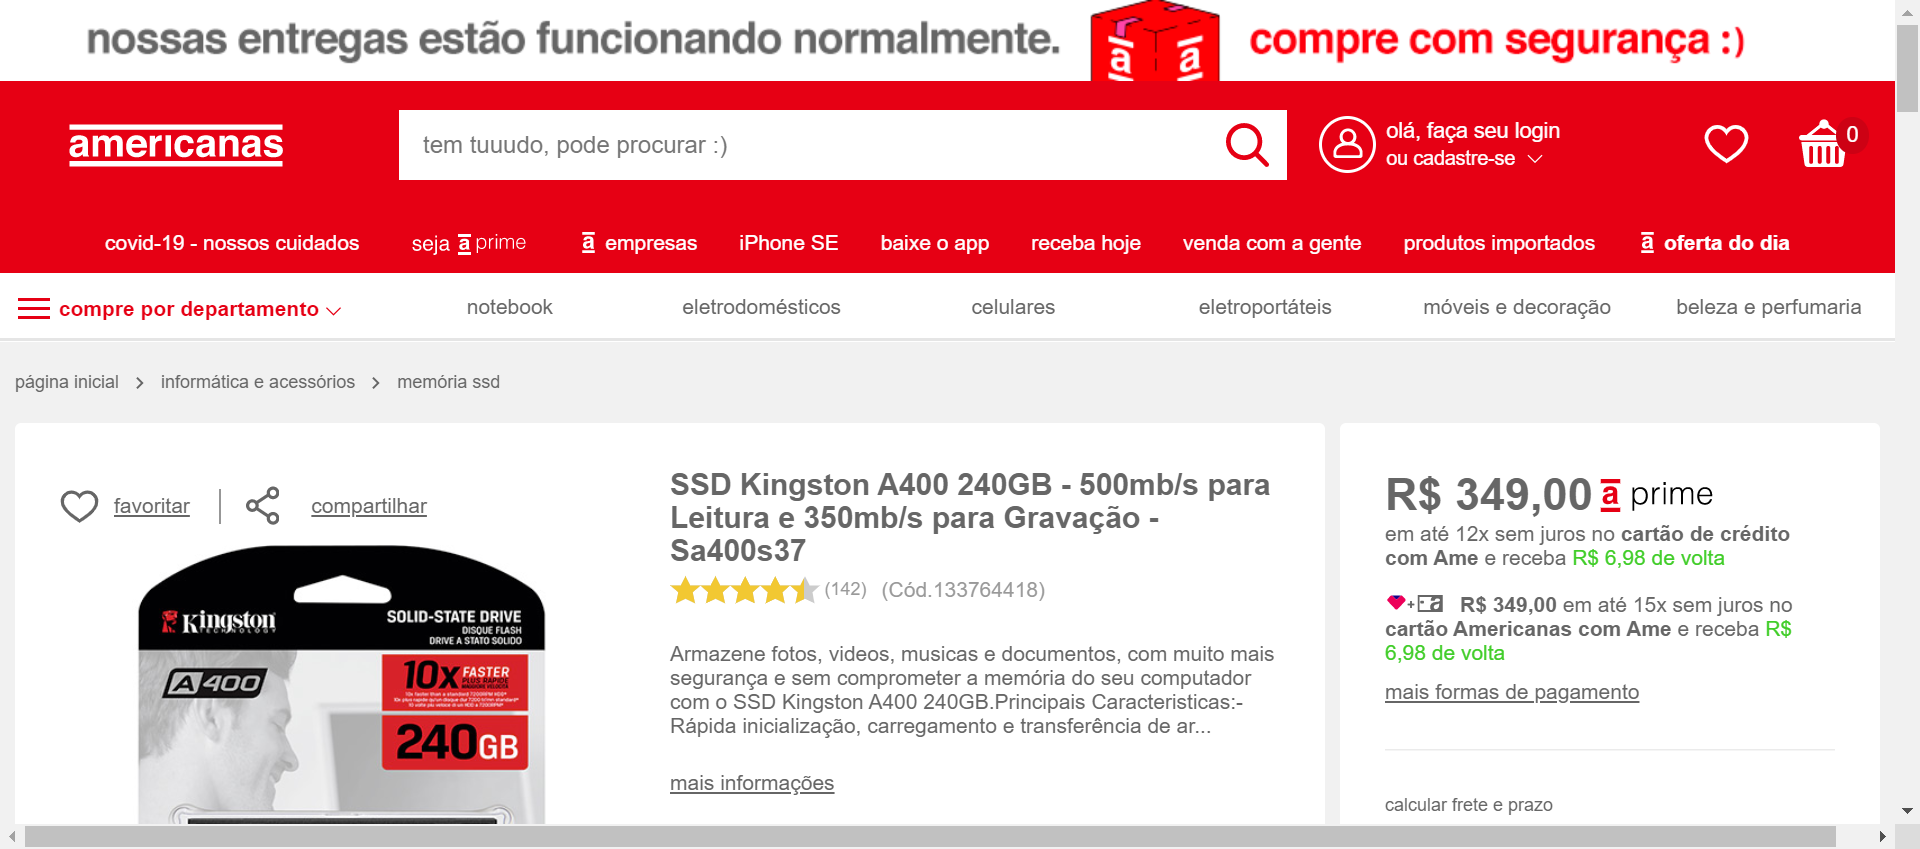 nossas entregas estão funcionando normalmente.
compre com segurança :)
americanas
tem tuuudo, pode procurar :)
olá, faça seu login
ou cadastre-se
0
covid-19 - nossos cuidados
seja a prime
a empresas
iPhone SE
baixe o app
receba hoje
venda com a gente
produtos importados
a oferta do dia
compre por departamento
notebook
eletrodomésticos
celulares
eletroportáteis
móveis e decoração
beleza e perfumaria
página inicial
informática e acessórios
memória ssd
favoritar
compartilhar
Kingston
TECHNOLOGY
SOLID-STATE DRIVE
DISQUE FLASH
DRIVE A STATO SOLIDO
A400
10x FASTER
PLUS RAPIDE
240GB
SSD Kingston A400 240GB - 500mb/s para
Leitura e 350mb/s para Gravação -
Sa400s37
(142) (Cód.133764418)
Armazene fotos, videos, musicas e documentos, com muito mais
segurança e sem comprometer a memória do seu computador
com o SSD Kingston A400 240GB.Principais Caracteristicas:-
Rápida inicialização, carregamento e transferência de ar...
mais informações
R$ 349,00 a prime
em até 12x sem juros no cartão de crédito
com Ame e receba R$ 6,98 de volta
+ a R$ 349,00 em até 15x sem juros no
cartão Americanas com Ame e receba R$
6,98 de volta
mais formas de pagamento
calcular frete e prazo